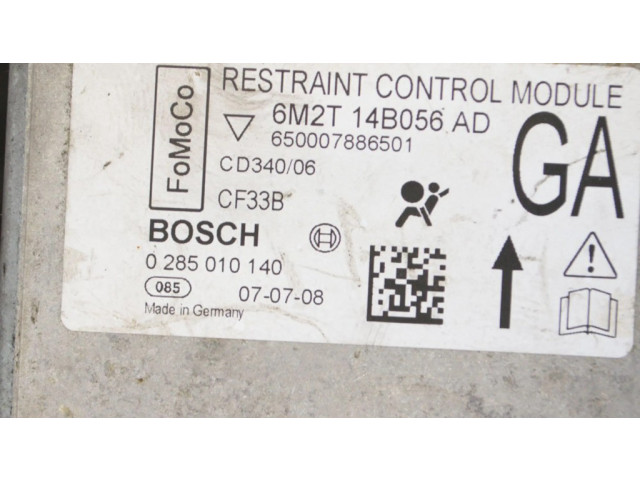 RESTRAINT CONTROL MODULE
FoMoCo
6M2T 14B056 AD
650007886501
GA
CD340/06
CF33B
BOSCH
0 285 010 140
085
07-07-08
Made in Germany